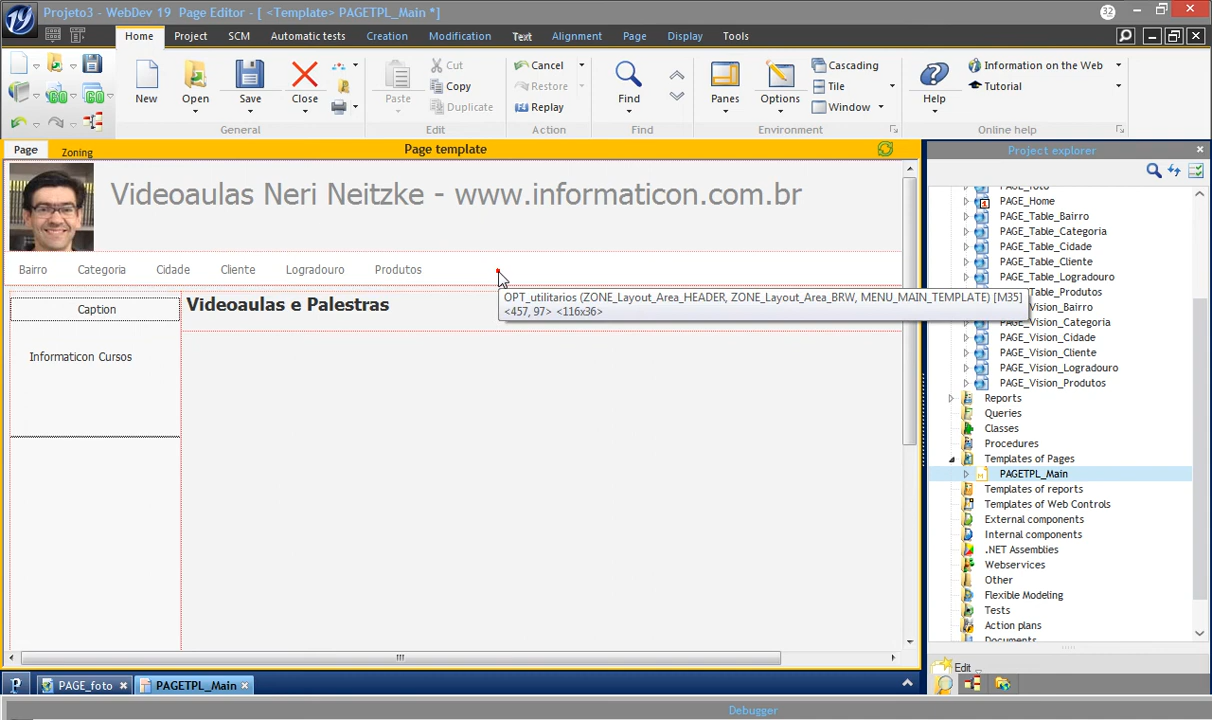 Projeto3 - WebDev 19  Page Editor - [ <Template> PAGETPL_Main *]
32
Home
Project
SCM
Automatic tests
Creation
Modification
Text
Alignment
Page
Display
Tools
New
Open
Save
Close
General
Paste
Cut
Copy
Duplicate
Edit
Cancel
Restore
Replay
Action
Find
Find
Panes
Options
Cascading
Tile
Window
Environment
Help
Information on the Web
Tutorial
Online help
Page
Zoning
Page template
Videoaulas Neri Neitzke - www.informaticon.com.br
Bairro
Categoria
Cidade
Cliente
Logradouro
Produtos
OPT_utilitarios (ZONE_Layout_Area_HEADER, ZONE_Layout_Area_BRW, MENU_MAIN_TEMPLATE) [M35]
<457, 97> <116x36>
Caption
Videoaulas e Palestras
Informaticon Cursos
Project explorer
PAGE_Home
PAGE_Table_Bairro
PAGE_Table_Categoria
PAGE_Table_Cidade
PAGE_Table_Cliente
PAGE_Table_Logradouro
PAGE_Table_Produtos
PAGE_Vision_Bairro
PAGE_Vision_Categoria
PAGE_Vision_Cidade
PAGE_Vision_Cliente
PAGE_Vision_Logradouro
PAGE_Vision_Produtos
Reports
Queries
Classes
Procedures
Templates of Pages
PAGETPL_Main
Templates of reports
Templates of Web Controls
External components
Internal components
.NET Assemblies
Webservices
Other
Flexible Modeling
Tests
Action plans
Edit ...
PAGE_foto
PAGETPL_Main
Debugger